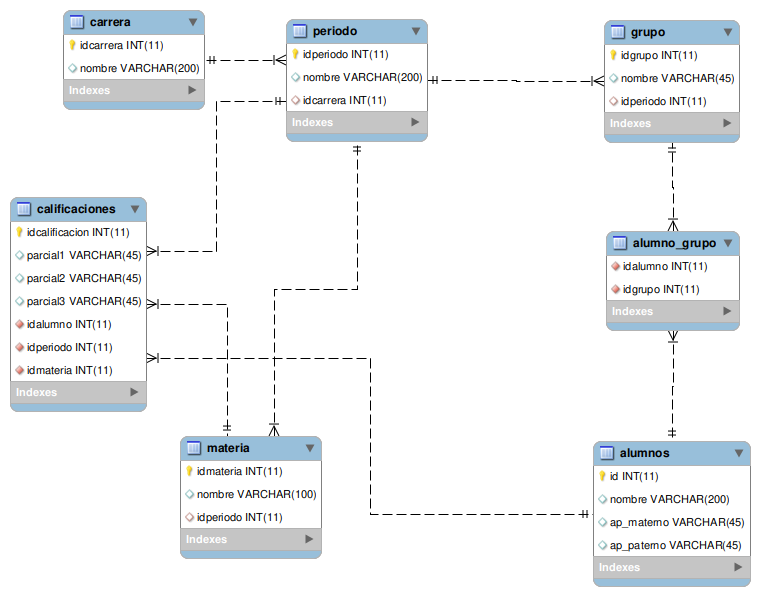 carrera
idcarrera INT(11)
nombre VARCHAR(200)
Indexes
periodo
idperiodo INT(11)
nombre VARCHAR(200)
idcarrera INT(11)
Indexes
grupo
idgrupo INT(11)
nombre VARCHAR(45)
idperiodo INT(11)
Indexes
calificaciones
idcalificacion INT(11)
parcial1 VARCHAR(45)
parcial2 VARCHAR(45)
parcial3 VARCHAR(45)
idalumno INT(11)
idperiodo INT(11)
idmateria INT(11)
Indexes
alumno_grupo
idalumno INT(11)
idgrupo INT(11)
Indexes
materia
idmateria INT(11)
nombre VARCHAR(100)
idperiodo INT(11)
Indexes
alumnos
id INT(11)
nombre VARCHAR(200)
ap_materno VARCHAR(45)
ap_paterno VARCHAR(45)
Indexes